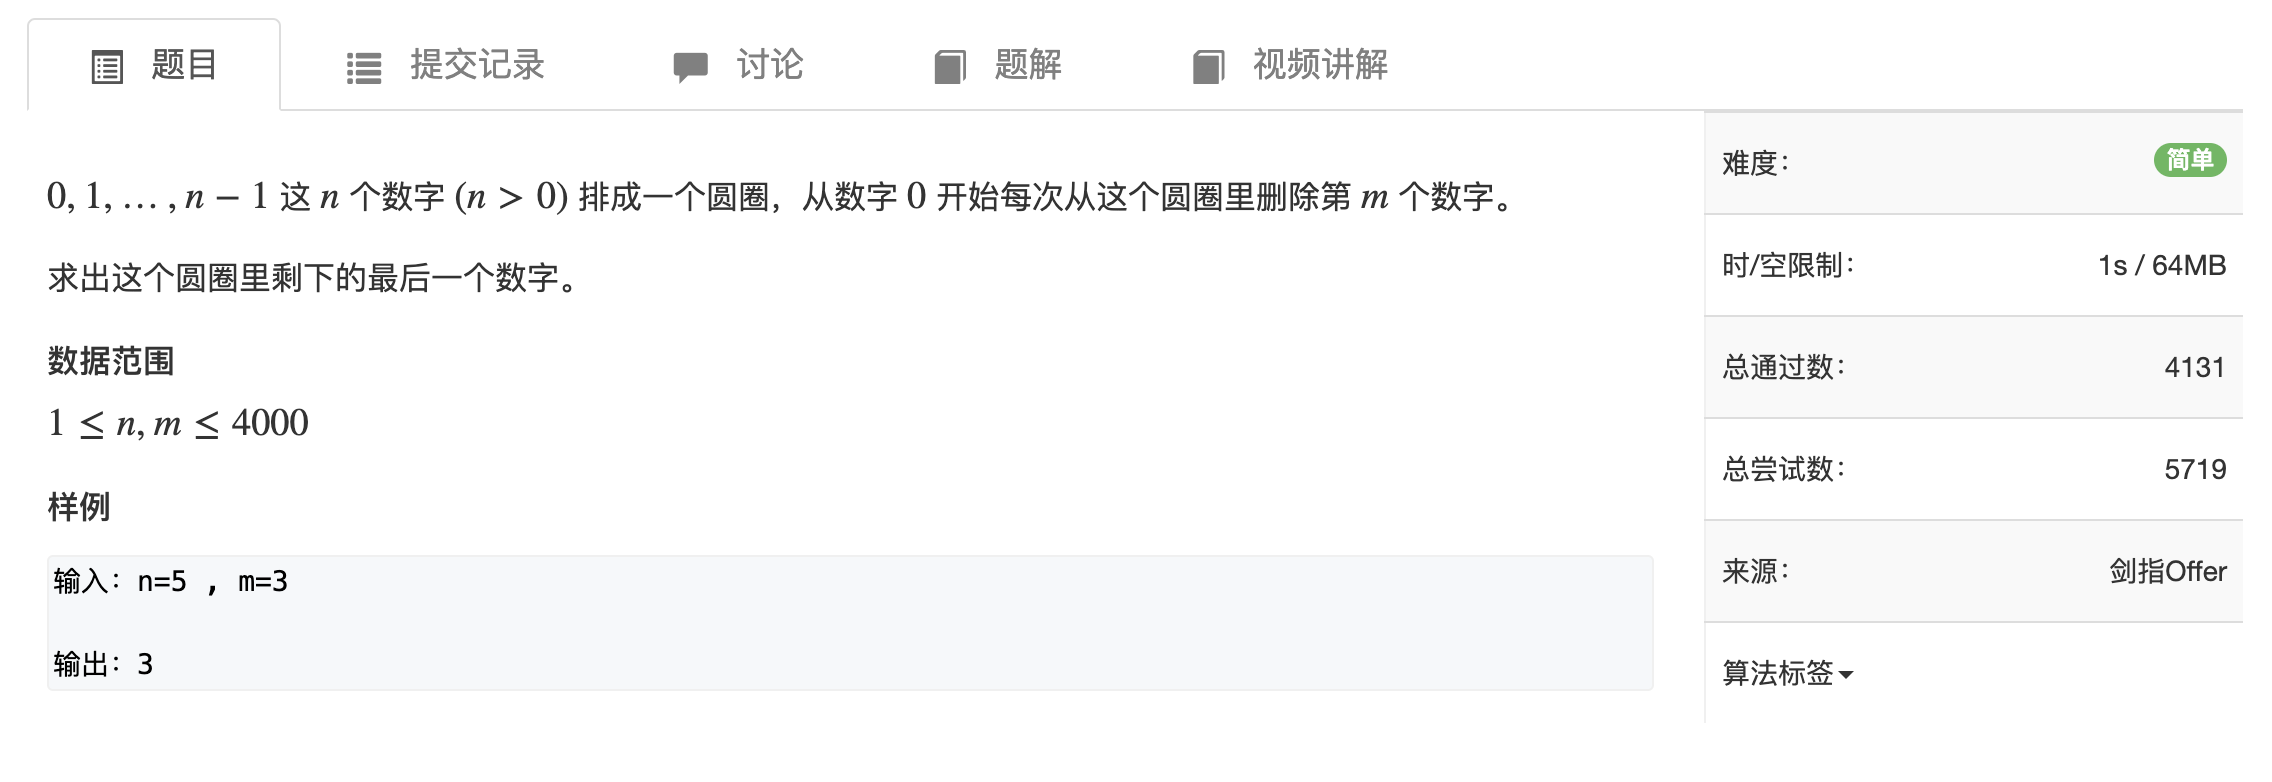 题目 提交记录 讨论 题解 视频讲解
0, 1, … , n − 1 这 n 个数字 (n > 0) 排成一个圆圈，从数字 0 开始每次从这个圆圈里删除第 m 个数字。
求出这个圆圈里剩下的最后一个数字。
数据范围
1 ≤ n, m ≤ 4000
样例
输入：n=5 , m=3
输出：3
难度： 简单
时/空限制： 1s / 64MB
总通过数： 4131
总尝试数： 5719
来源： 剑指Offer
算法标签